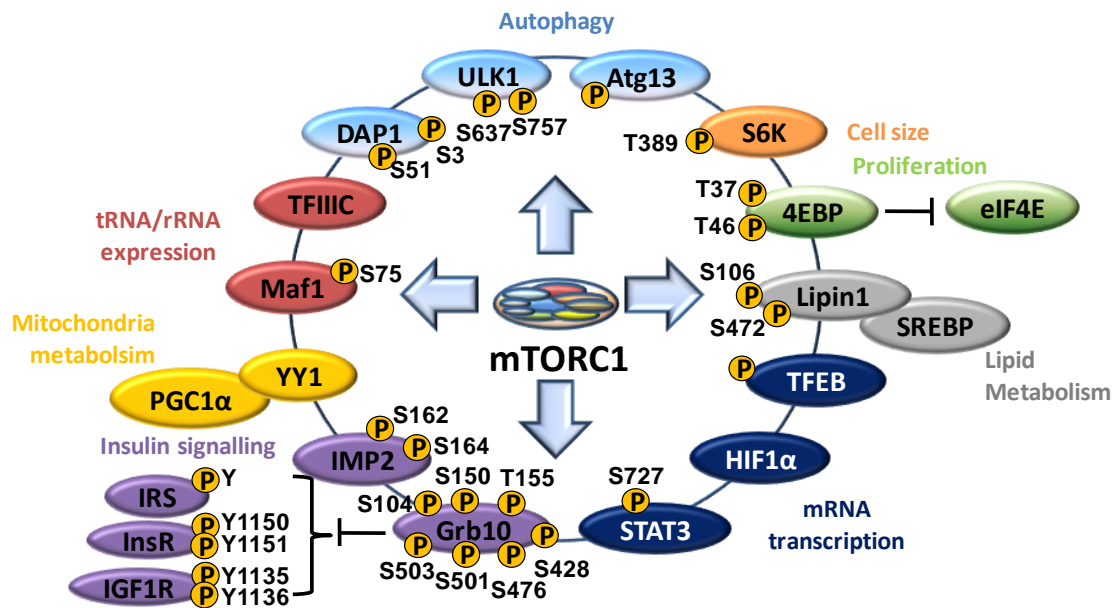 Autophagy
ULK1
Atg13
P
P
P
S637
S757
DAP1
P
P
S3
S51
S6K
P
T389
Cell size
Proliferation
TFIIIC
T37
P
4EBP
T46
P
eIF4E
tRNA/rRNA
expression
Maf1
P
S75
S106
P
Lipin1
S472
P
SREBP
Lipid
Metabolism
mTORC1
Mitochondria
metabolsim
YY1
PGC1α
P
TFEB
HIF1α
Insulin signalling
IMP2
P
S162
P
S164
IRS
P
Y
InsR
P
Y1150
P
Y1151
IGF1R
P
Y1135
P
Y1136
S150
T155
S104
P
P
P
Grb10
P
P
P
P
S503
S501
S476
S428
S727
P
STAT3
mRNA
transcription